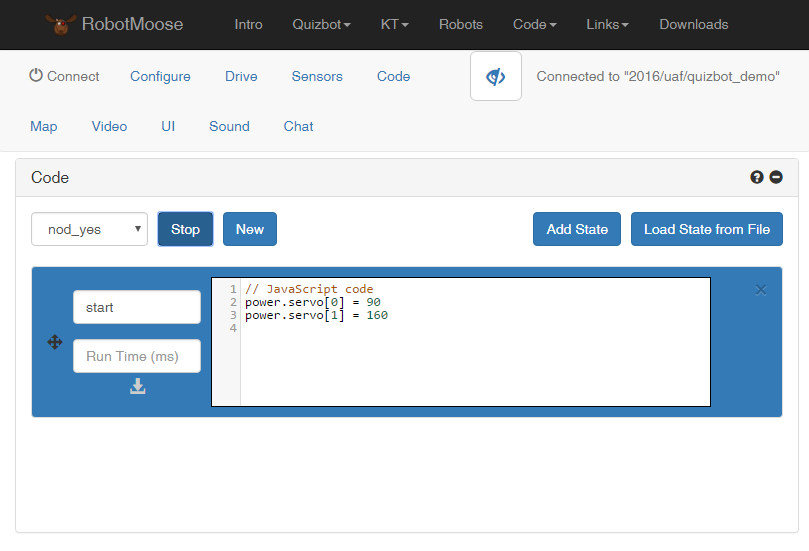 RobotMoose Intro Quizbot KT Robots Code Links Downloads
Connect Configure Drive Sensors Code Connected to "2016/uaf/quizbot_demo"
Map Video UI Sound Chat
Code
nod_yes Stop New Add State Load State from File
start
Run Time (ms)
1 // JavaScript code
2 power.servo[0] = 90
3 power.servo[1] = 160
4